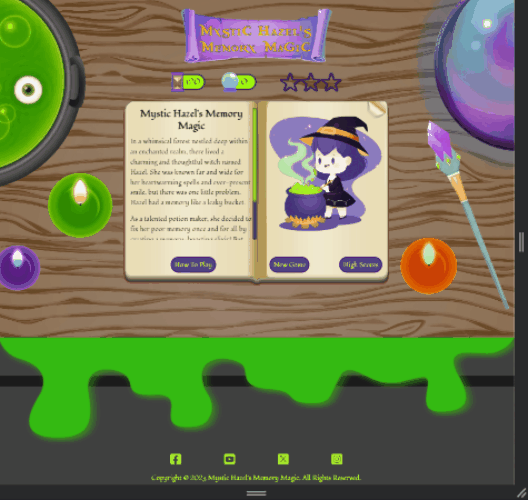 Mystic Hazel's
Memory Magic
Mystic Hazel's Memory
Magic
In a whimsical forest nestled deep within
an enchanted realm, there lived a
charming and thoughtful witch named
Hazel. She was known far and wide for
her heartwarming spells and ever-present
smile, but there was one little problem,
Hazel had a memory like a leaky bucket.
As a talented potion maker, she decided to
fix her poor memory once and for all by
How to Play
New Game
High Scores
Copyright © 2023 Mystic Hazel's Memory Magic. All Rights Reserved.